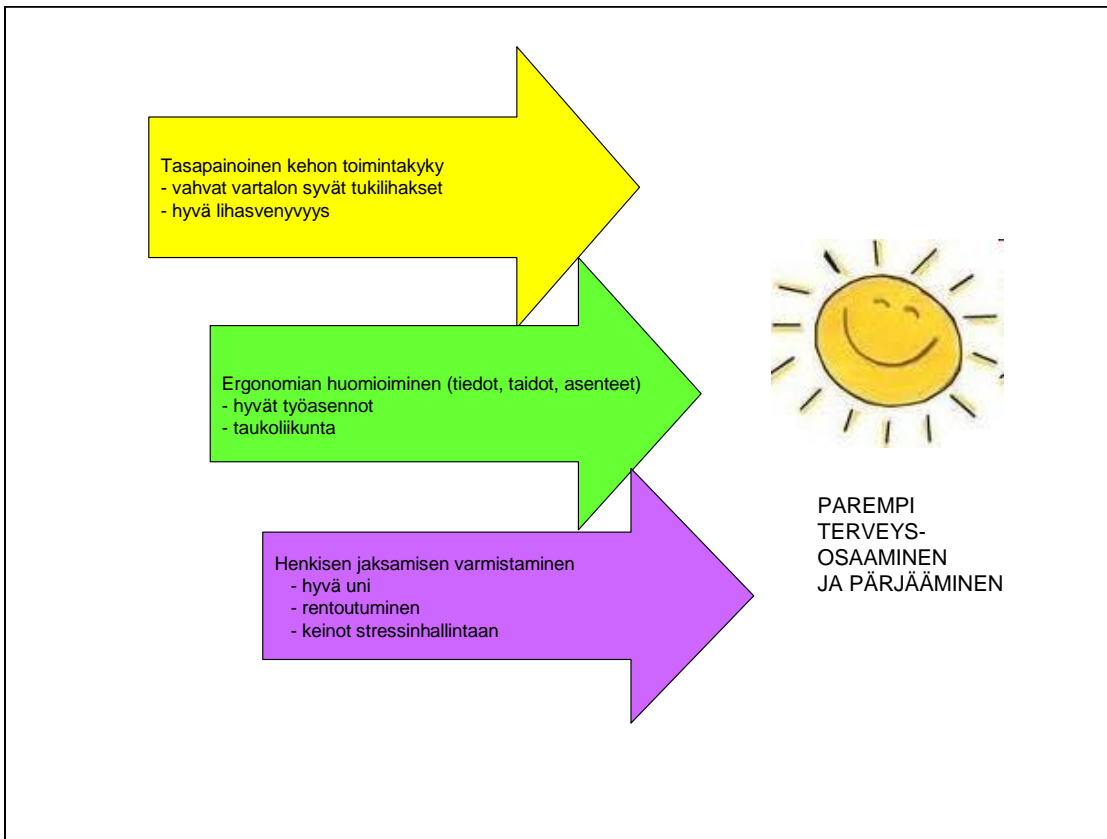 Tasapainoinen kehon toimintakyky
- vahvat vartalon syvät tukilihakset
- hyvä lihasvenyvyys
Ergonomian huomioiminen (tiedot, taidot, asenteet)
- hyvät työasennot
- taukoliikunta
Henkisen jaksamisen varmistaminen
- hyvä uni
- rentoutuminen
- keinot stressinhallintaan
PAREMPI
TERVEYS-
OSAAMINEN
JA PÄRJÄÄMINEN